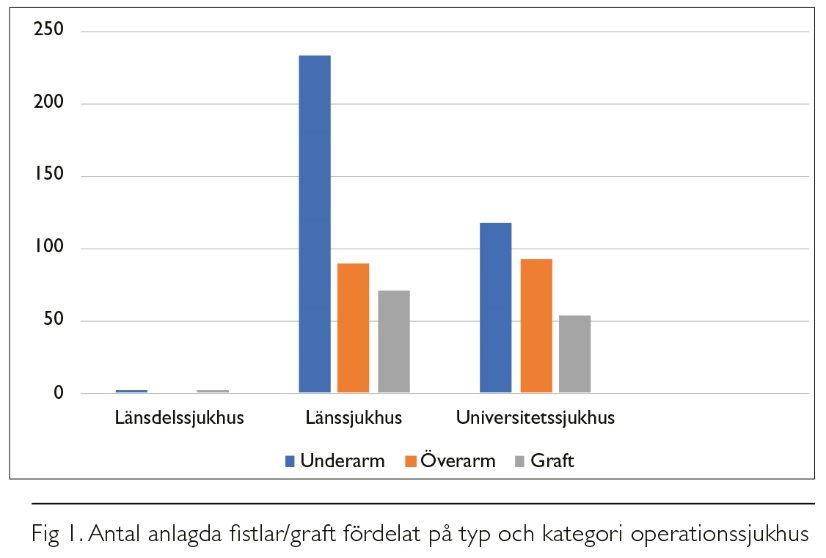 250
200
150
100
50
0
Länsdelssjukhus Länssjukhus Universitetssjukhus
Underarm Överarm Graft
Fig 1. Antal anlagda fistlar/graft fördelat på typ och kategori operationssjukhus